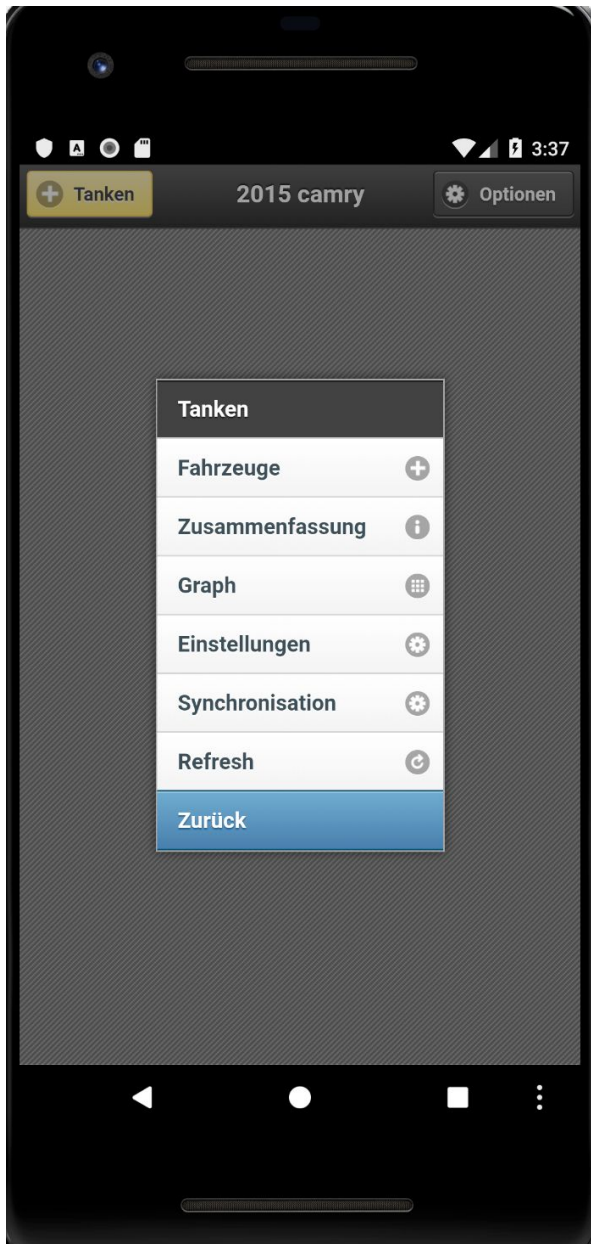 3:37
Tanken 2015 camry Optionen
Tanken
Fahrzeuge
Zusammenfassung
Graph
Einstellungen
Synchronisation
Refresh
Zurück